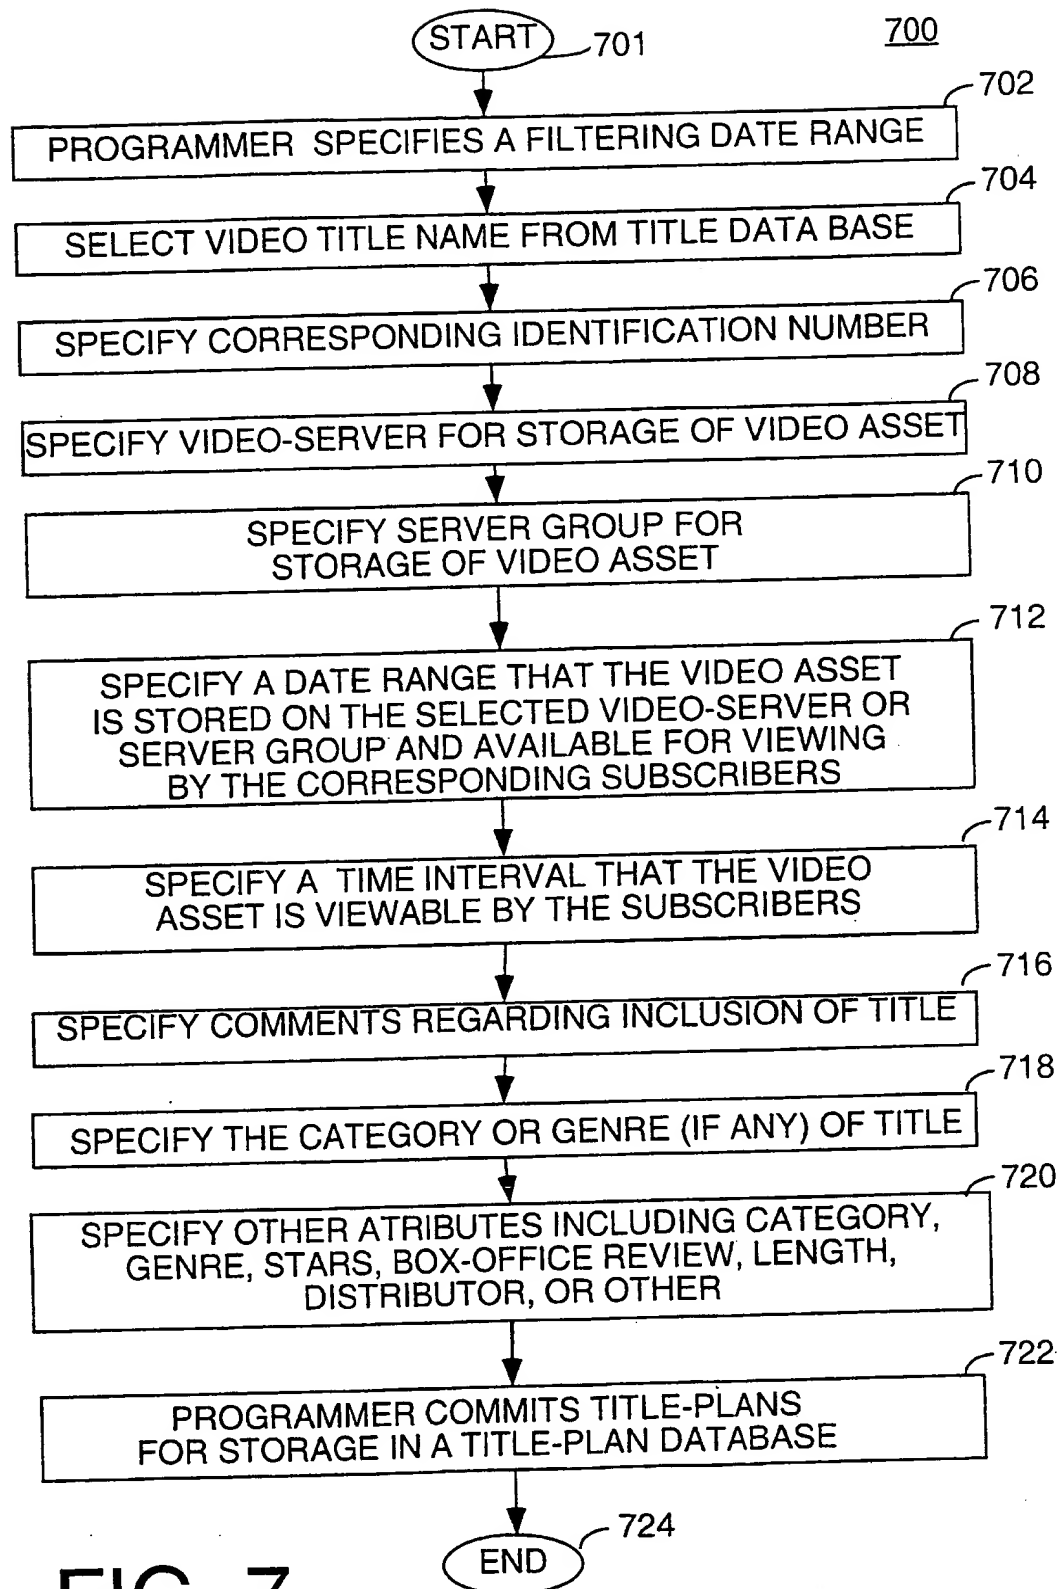 START
701
700
702
PROGRAMMER SPECIFIES A FILTERING DATE RANGE
704
SELECT VIDEO TITLE NAME FROM TITLE DATA BASE
706
SPECIFY CORRESPONDING IDENTIFICATION NUMBER
708
SPECIFY VIDEO-SERVER FOR STORAGE OF VIDEO ASSET
710
SPECIFY SERVER GROUP FOR
STORAGE OF VIDEO ASSET
712
SPECIFY A DATE RANGE THAT THE VIDEO ASSET
IS STORED ON THE SELECTED VIDEO-SERVER OR
SERVER GROUP AND AVAILABLE FOR VIEWING
BY THE CORRESPONDING SUBSCRIBERS
714
SPECIFY A TIME INTERVAL THAT THE VIDEO
ASSET IS VIEWABLE BY THE SUBSCRIBERS
716
SPECIFY COMMENTS REGARDING INCLUSION OF TITLE
718
SPECIFY THE CATEGORY OR GENRE (IF ANY) OF TITLE
720
SPECIFY OTHER ATRIBUTES INCLUDING CATEGORY,
GENRE, STARS, BOX-OFFICE REVIEW, LENGTH,
DISTRIBUTOR, OR OTHER
722
PROGRAMMER COMMITS TITLE-PLANS
FOR STORAGE IN A TITLE-PLAN DATABASE
724
END
FIG. 7